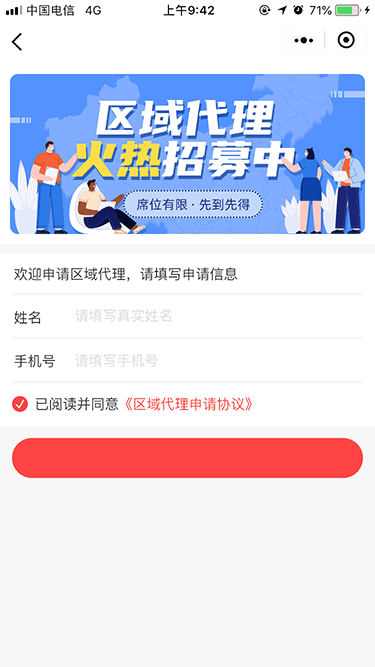 中国电信 4G 上午9:42 71%
区域代理
火热招募中
席位有限·先到先得
欢迎申请区域代理，请填写申请信息
姓名 请填写真实姓名
手机号 请填写手机号
已阅读并同意《区域代理申请协议》